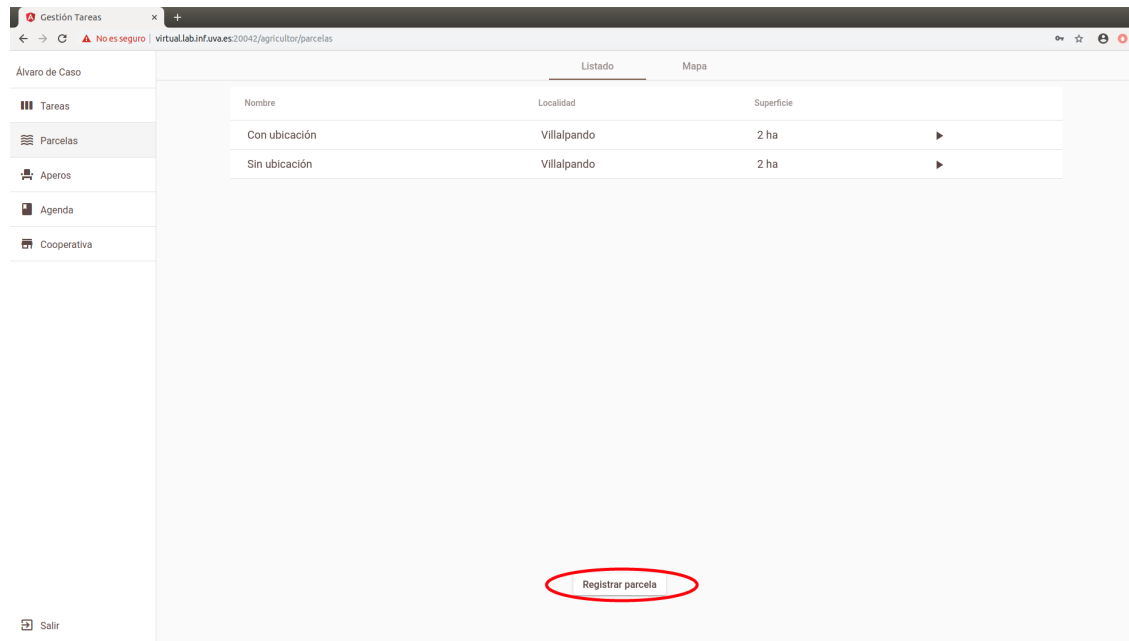 Gestión Tareas
No es seguro | virtual.lab.inf.uva.es:20042/agricultor/parcelas
Álvaro de Caso
Listado Mapa
Tareas
Parcelas
Aperos
Agenda
Cooperativa
Nombre Localidad Superficie
Con ubicación Villalpando 2 ha
Sin ubicación Villalpando 2 ha
Registrar parcela
Salir